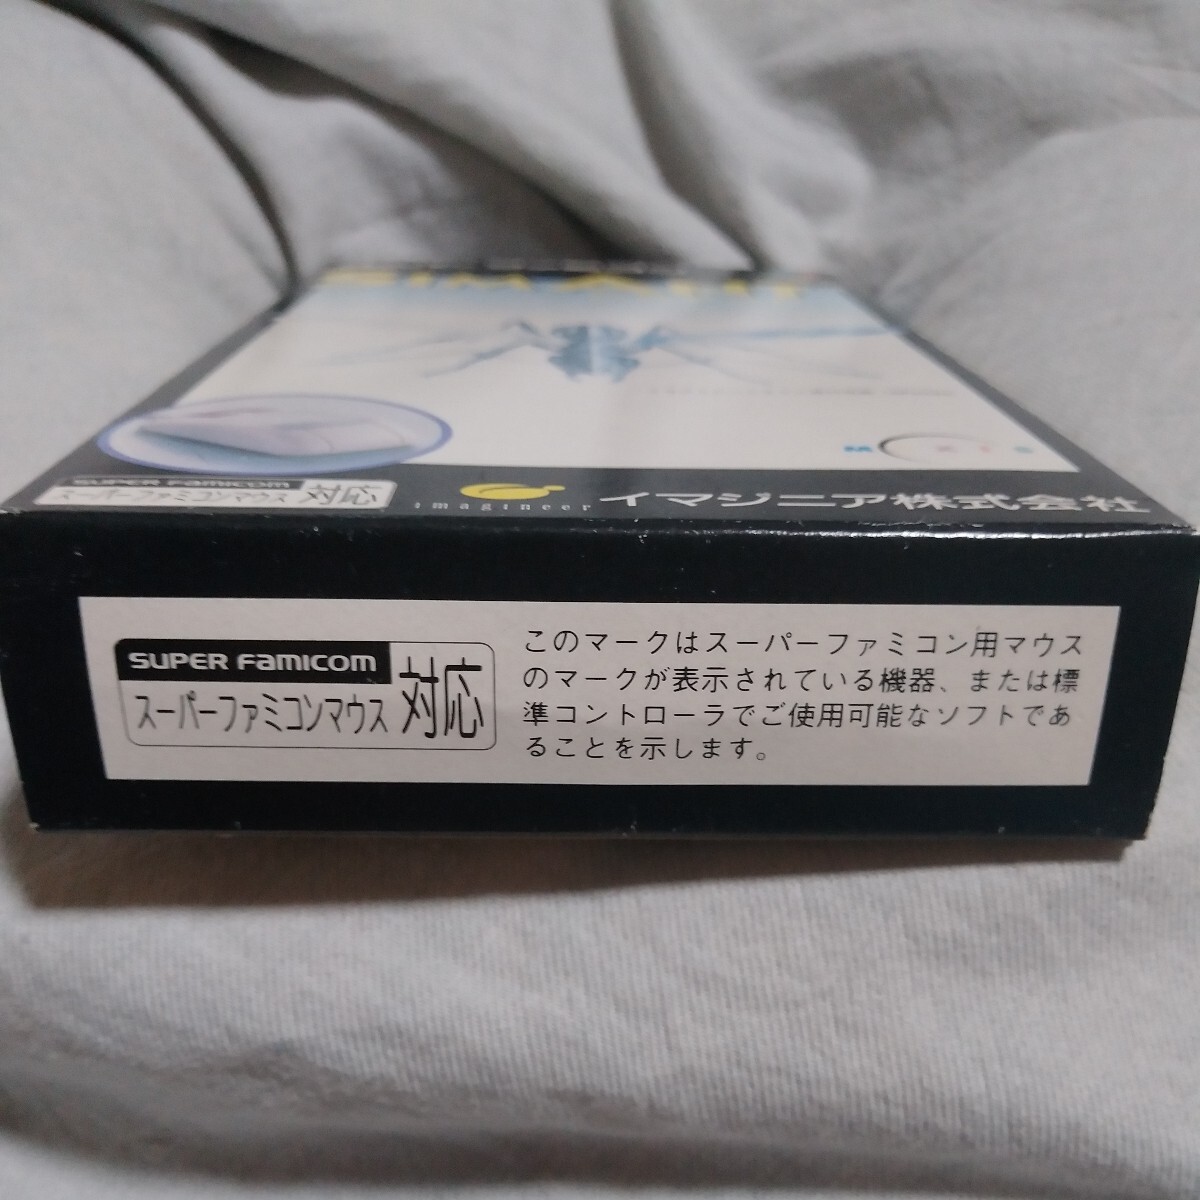 SIM ANT
SUPER FAMICOM
スーパーファミコンマウス 対応
imagineer イマジニア株式会社
SUPER FAMICOM
スーパーファミコンマウス 対応
このマークはスーパーファミコン用マウス
のマークが表示されている機器、または標
準コントローラでご使用可能なソフトであ
ることを示します。